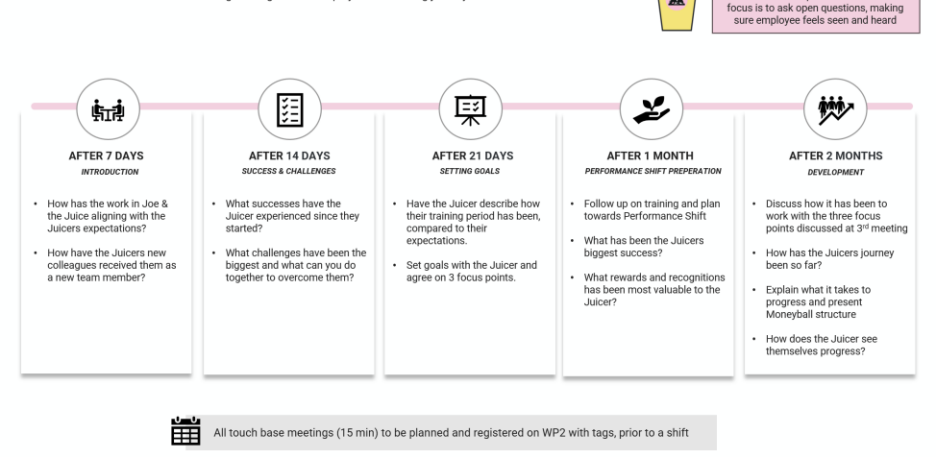 focus is to ask open questions, making
sure employee feels seen and heard
AFTER 7 DAYS
INTRODUCTION
• How has the work in Joe &
the Juice aligning with the
Juicers expectations?
• How have the Juicers new
colleagues received them as
a new team member?
AFTER 14 DAYS
SUCCESS & CHALLENGES
• What successes have the
Juicer experienced since they
started?
• What challenges have been the
biggest and what can you do
together to overcome them?
AFTER 21 DAYS
SETTING GOALS
• Have the Juicer describe how
their training period has been,
compared to their
expectations.
• Set goals with the Juicer and
agree on 3 focus points.
AFTER 1 MONTH
PERFORMANCE SHIFT PREPERATION
• Follow up on training and plan
towards Performance Shift
• What has been the Juicers
biggest success?
• What rewards and recognitions
has been most valuable to the
Juicer?
AFTER 2 MONTHS
DEVELOPMENT
• Discuss how it has been to
work with the three focus
points discussed at 3rd meeting
• How has the Juicers journey
been so far?
• Explain what it takes to
progress and present
Moneyball structure
• How does the Juicer see
themselves progress?
All touch base meetings (15 min) to be planned and registered on WP2 with tags, prior to a shift